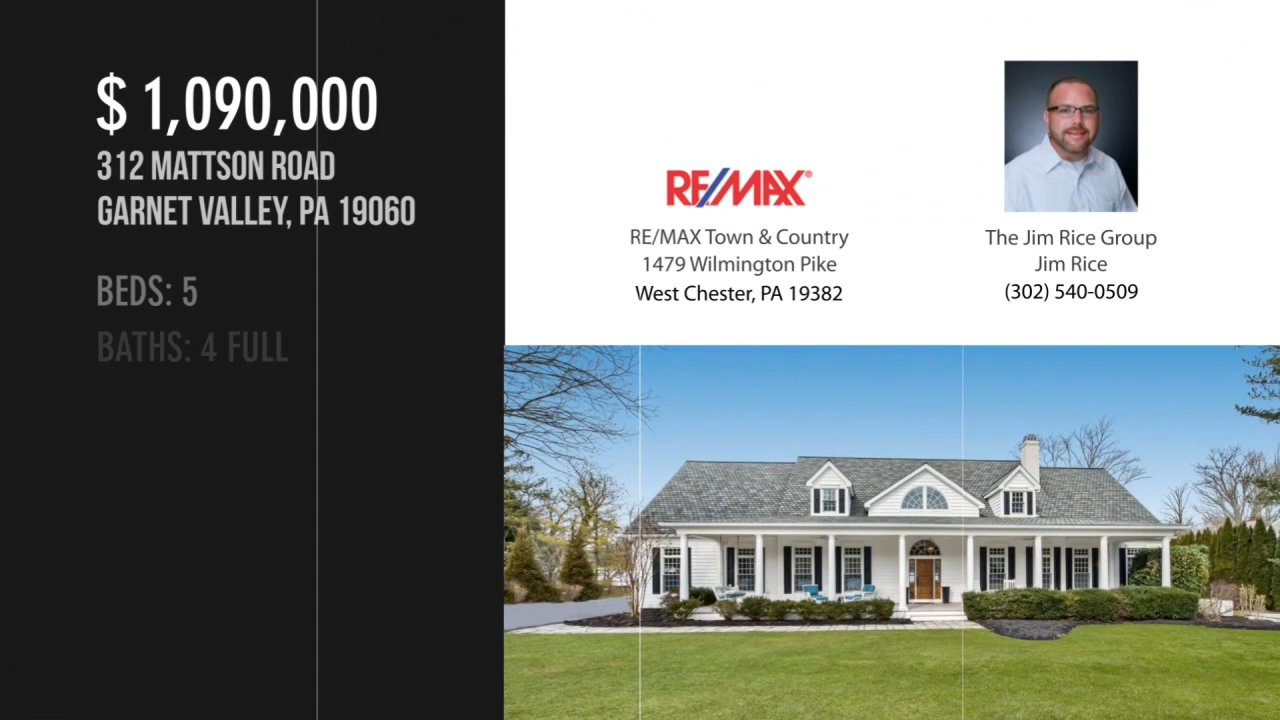 $ 1,090,000
312 MATTSON ROAD
GARNET VALLEY, PA 19060
BEDS: 5
BATHS: 4 FULL
RE/MAX®
RE/MAX Town & Country
1479 Wilmington Pike
West Chester, PA 19382
The Jim Rice Group
Jim Rice
(302) 540-0509